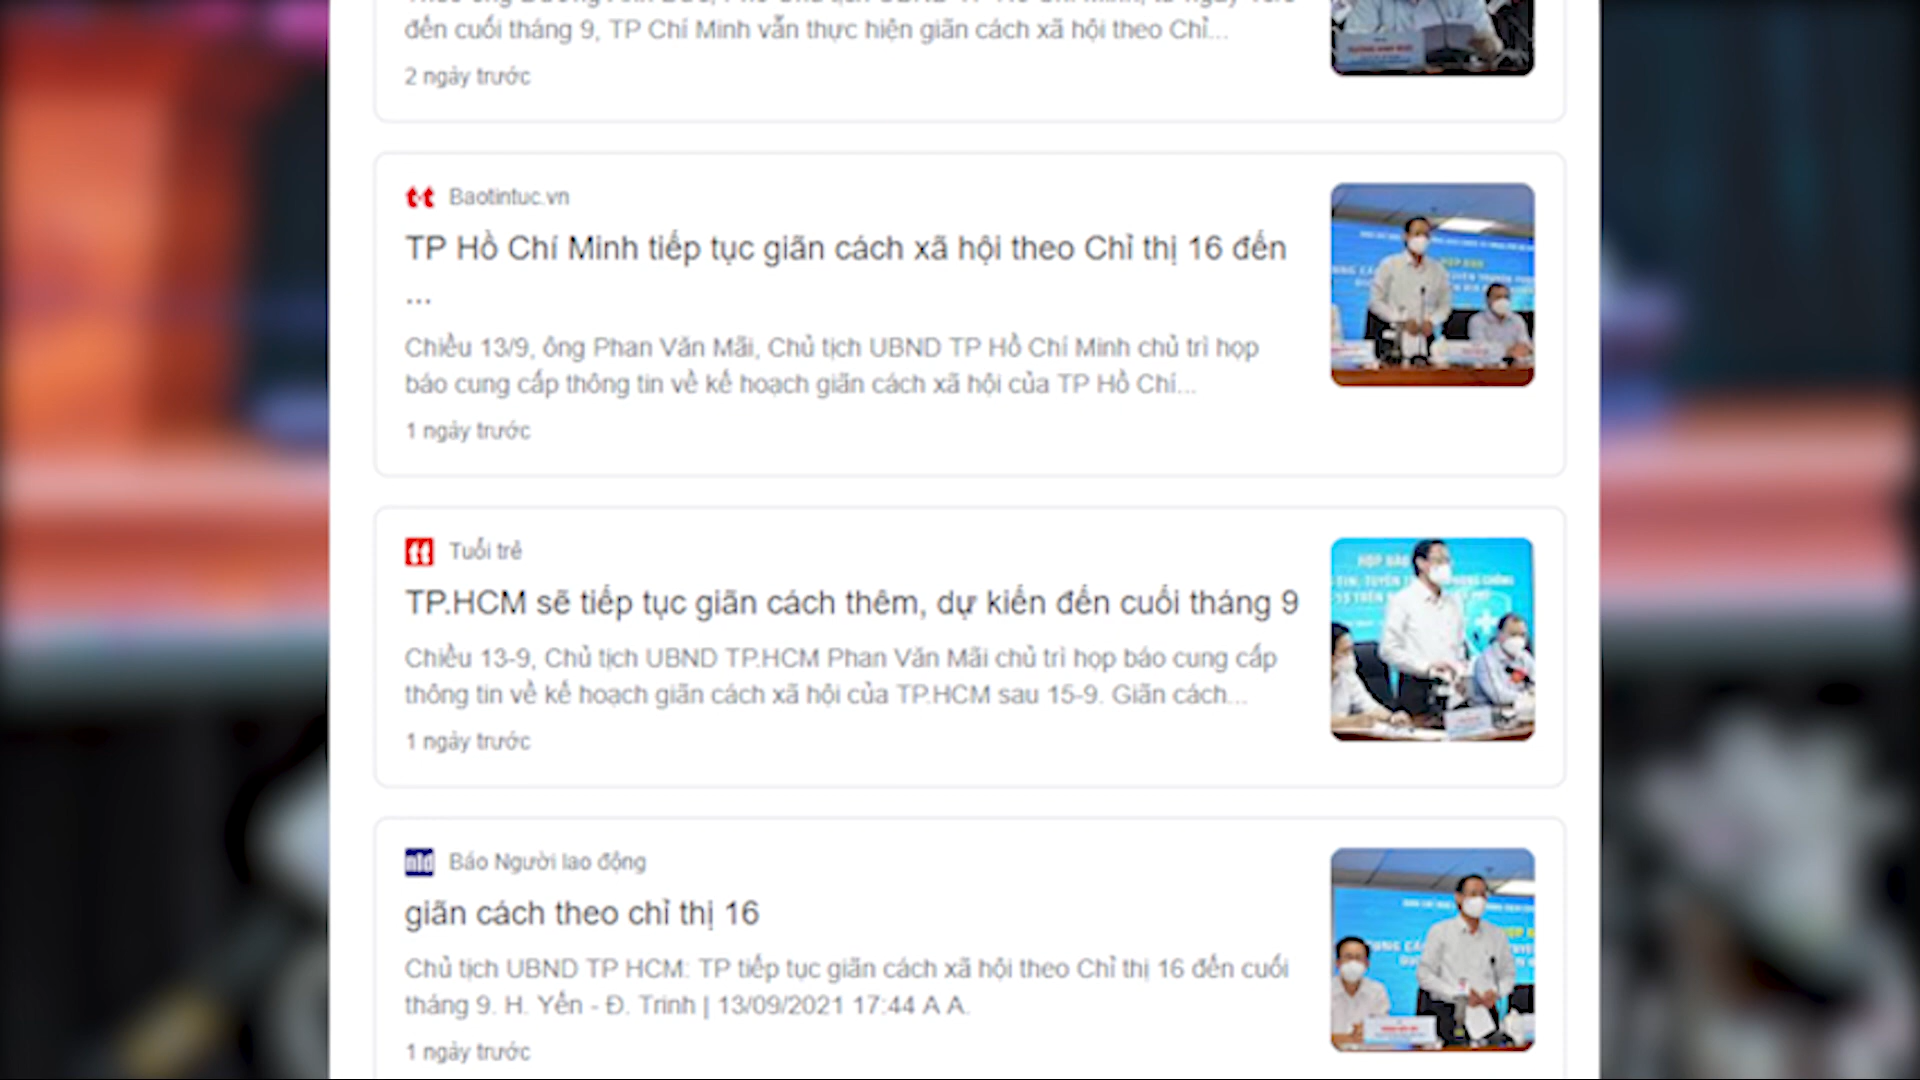 đến cuối tháng 9, TP Chí Minh vẫn thực hiện giãn cách xã hội theo Chỉ...
2 ngày trước
Baotintuc.vn
TP Hồ Chí Minh tiếp tục giãn cách xã hội theo Chỉ thị 16 đến
...
Chiều 13/9, ông Phan Văn Mãi, Chủ tịch UBND TP Hồ Chí Minh chủ trì họp
báo cung cấp thông tin về kế hoạch giãn cách xã hội của TP Hồ Chí...
1 ngày trước
Tuổi trẻ
TP.HCM sẽ tiếp tục giãn cách thêm, dự kiến đến cuối tháng 9
Chiều 13-9, Chủ tịch UBND TP.HCM Phan Văn Mãi chủ trì họp báo cung cấp
thông tin về kế hoạch giãn cách xã hội của TP.HCM sau 15-9. Giãn cách...
1 ngày trước
nld Báo Người lao động
giãn cách theo chỉ thị 16
Chủ tịch UBND TP HCM: TP tiếp tục giãn cách xã hội theo Chỉ thị 16 đến cuối
tháng 9. H. Yến - Đ. Trinh | 13/09/2021 17:44 A A.
1 ngày trước